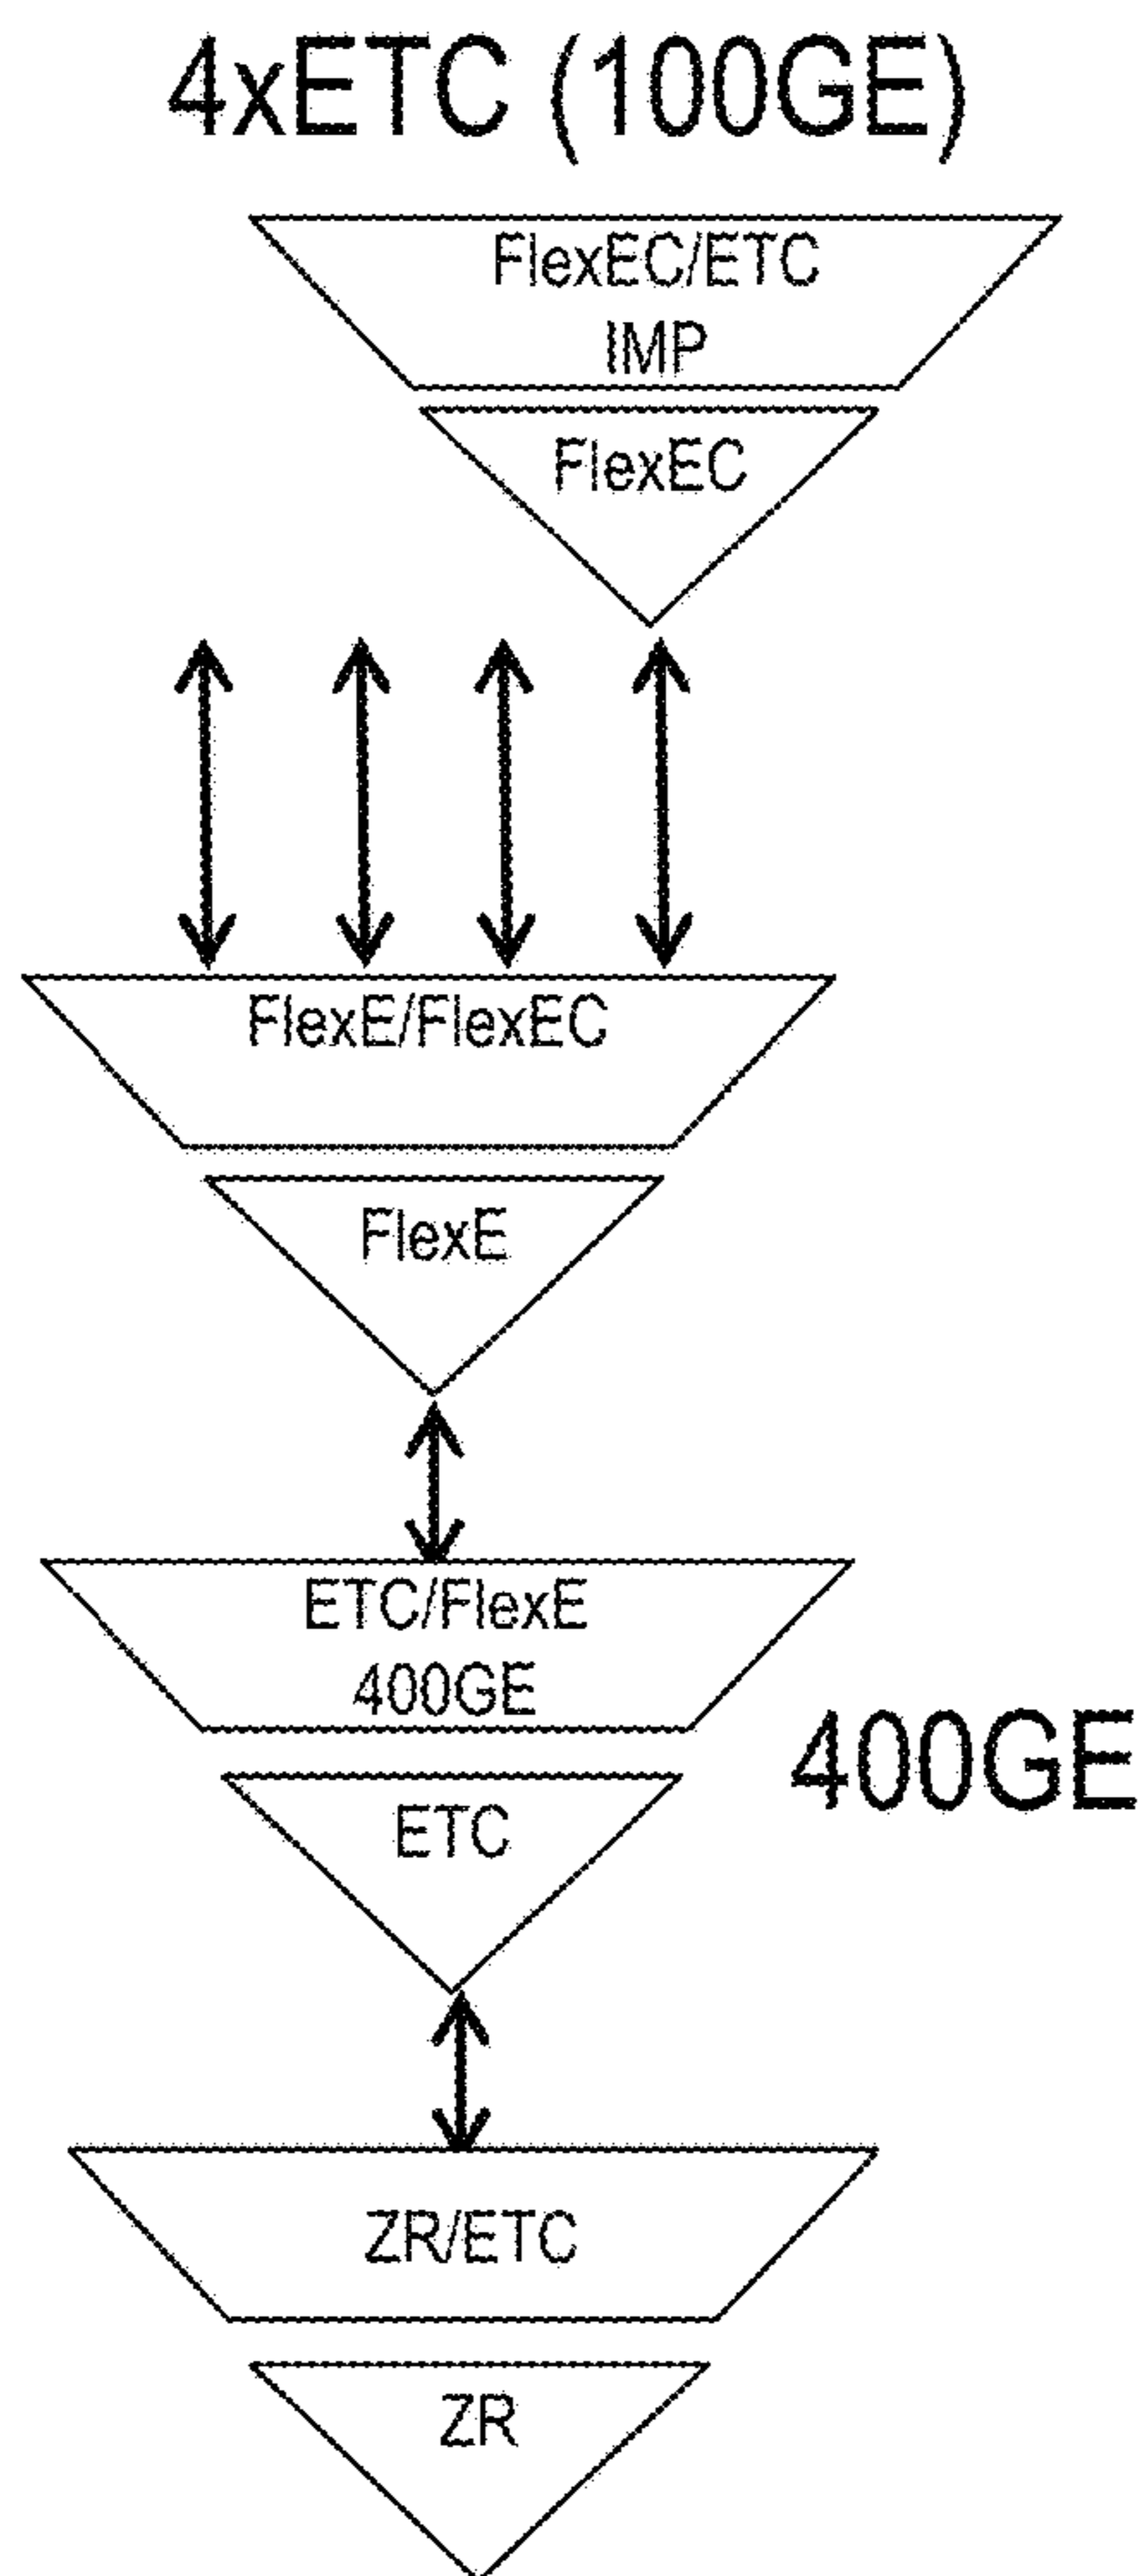 4xETC (100GE)
FlexEC/ETC
IMP
FlexEC
FlexE/FlexEC
FlexE
ETC/FlexE
400GE
400GE
ETC
ZR/ETC
ZR